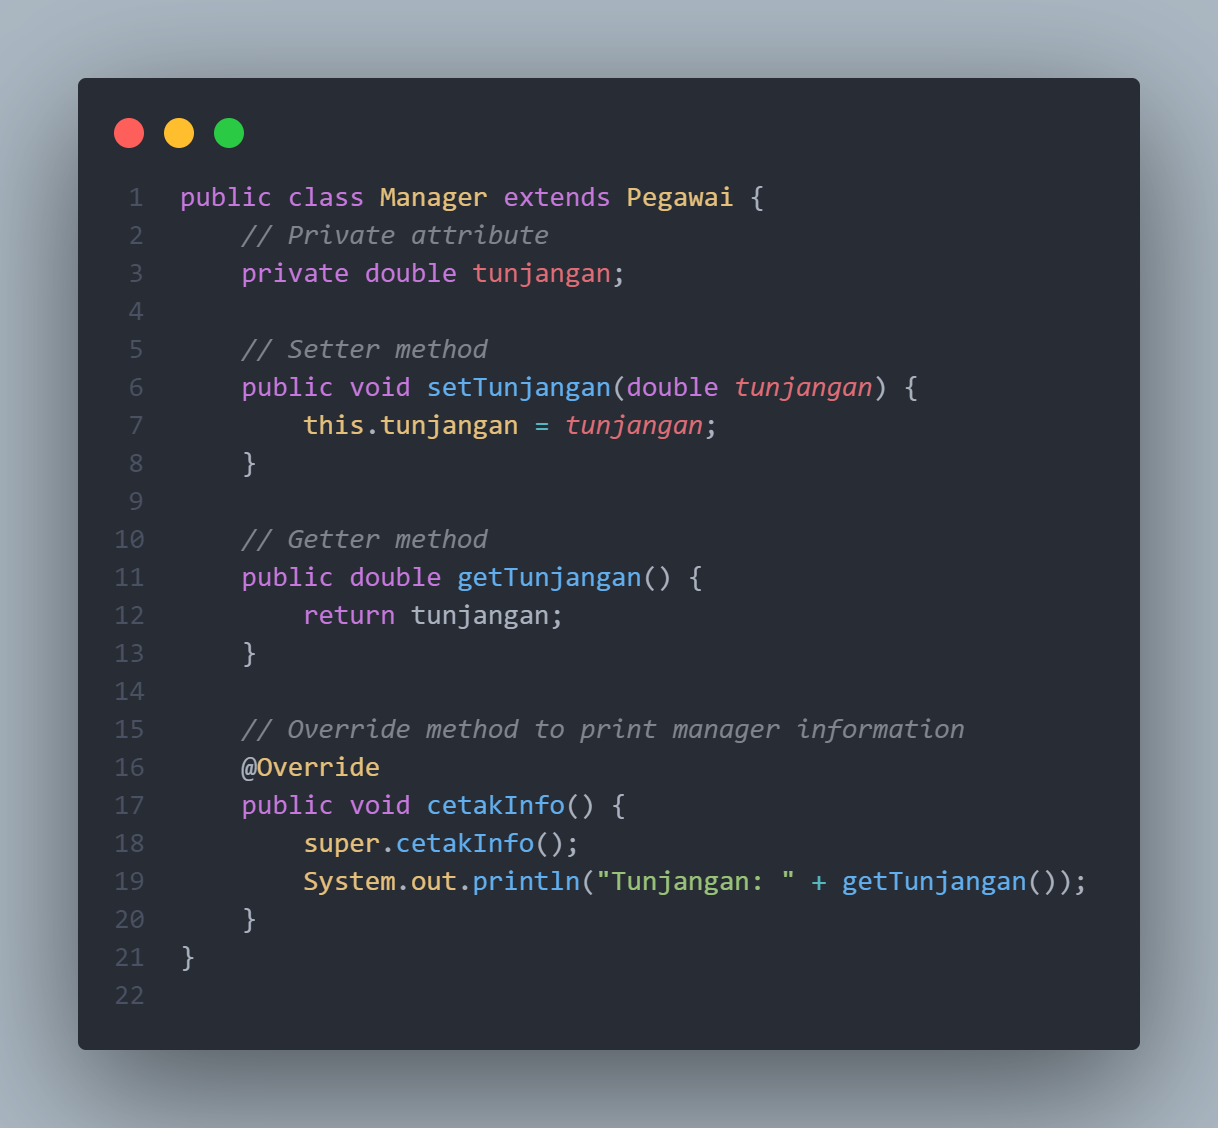 1 public class Manager extends Pegawai {
2     // Private attribute
3     private double tunjangan;
4
5     // Setter method
6     public void setTunjangan(double tunjangan) {
7         this.tunjangan = tunjangan;
8     }
9
10     // Getter method
11     public double getTunjangan() {
12         return tunjangan;
13     }
14
15     // Override method to print manager information
16     @Override
17     public void cetakInfo() {
18         super.cetakInfo();
19         System.out.println("Tunjangan: " + getTunjangan());
20     }
21 }
22